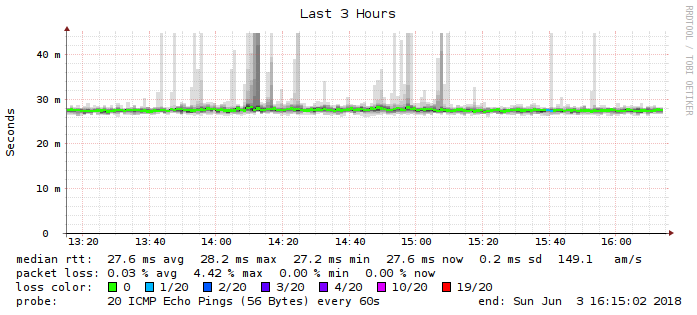 Last 3 Hours
RRDTOOL / TOBI OETIKER
Seconds
40 m
30 m
20 m
10 m
0
13:20 13:40 14:00 14:20 14:40 15:00 15:20 15:40 16:00
median rtt: 27.6 ms avg 28.2 ms max 27.2 ms min 27.6 ms now 0.2 ms sd 149.1 am/s
packet loss: 0.03 % avg 4.42 % max 0.00 % min 0.00 % now
loss color: 0 1/20 2/20 3/20 4/20 10/20 19/20
probe: 20 ICMP Echo Pings (56 Bytes) every 60s end: Sun Jun 3 16:15:02 2018